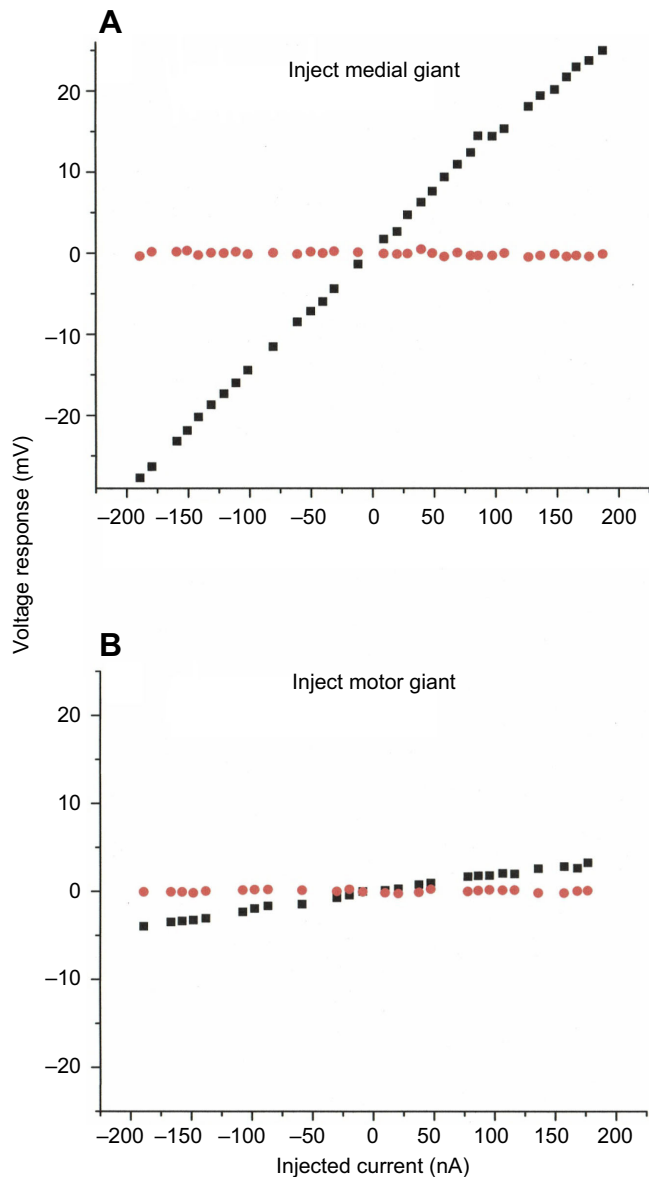 A
Inject medial giant
20
10
0
–10
–20
–200 –150 –100 –50 0 50 100 150 200
Voltage response (mV)
B
Inject motor giant
20
10
0
–10
–20
–200 –150 –100 –50 0 50 100 150 200
Injected current (nA)